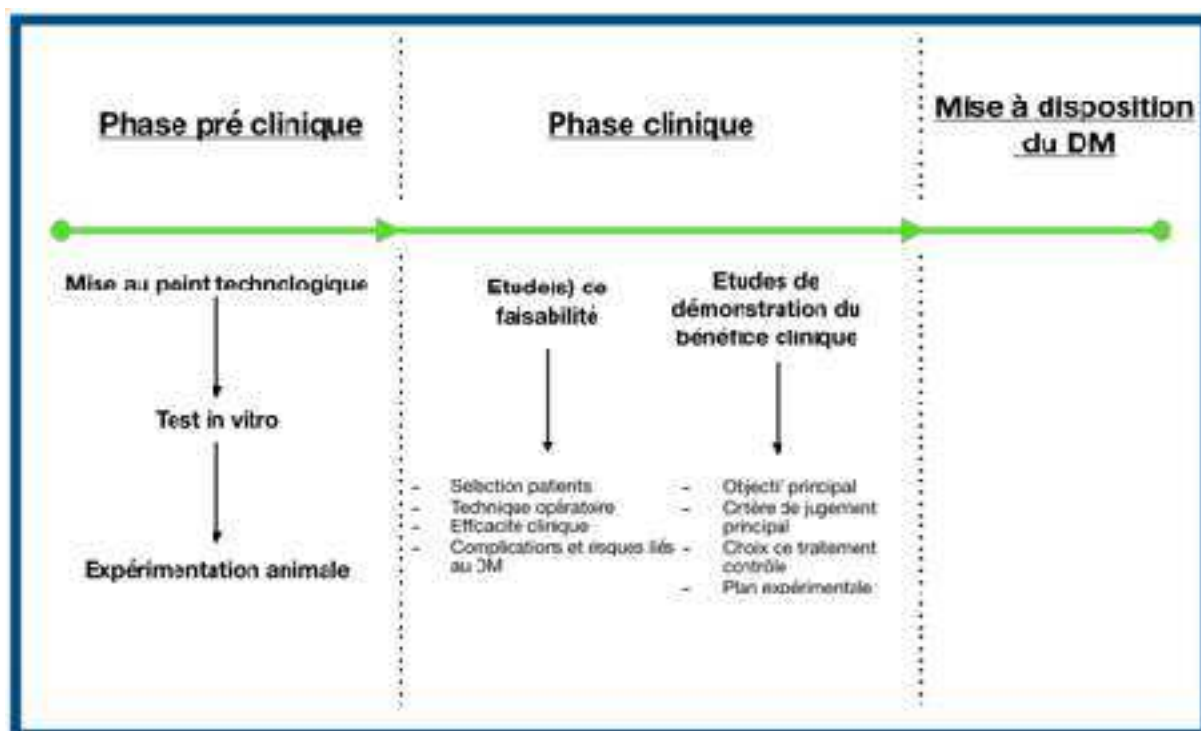 Phase pré clinique
Phase clinique
Mise à disposition
du DM
Mise au point technologique
Test in vitro
Expérimentation animale
Etude(s) de
faisabilité
- Sélection patients
- Technique opératoire
- Efficacité clinique
- Complications et risques liés
au DM
Etudes de
démonstration du
bénéfice clinique
- Objectif principal
- Critère de jugement
principal
- Choix de traitement
contrôle
- Plan expérimentale